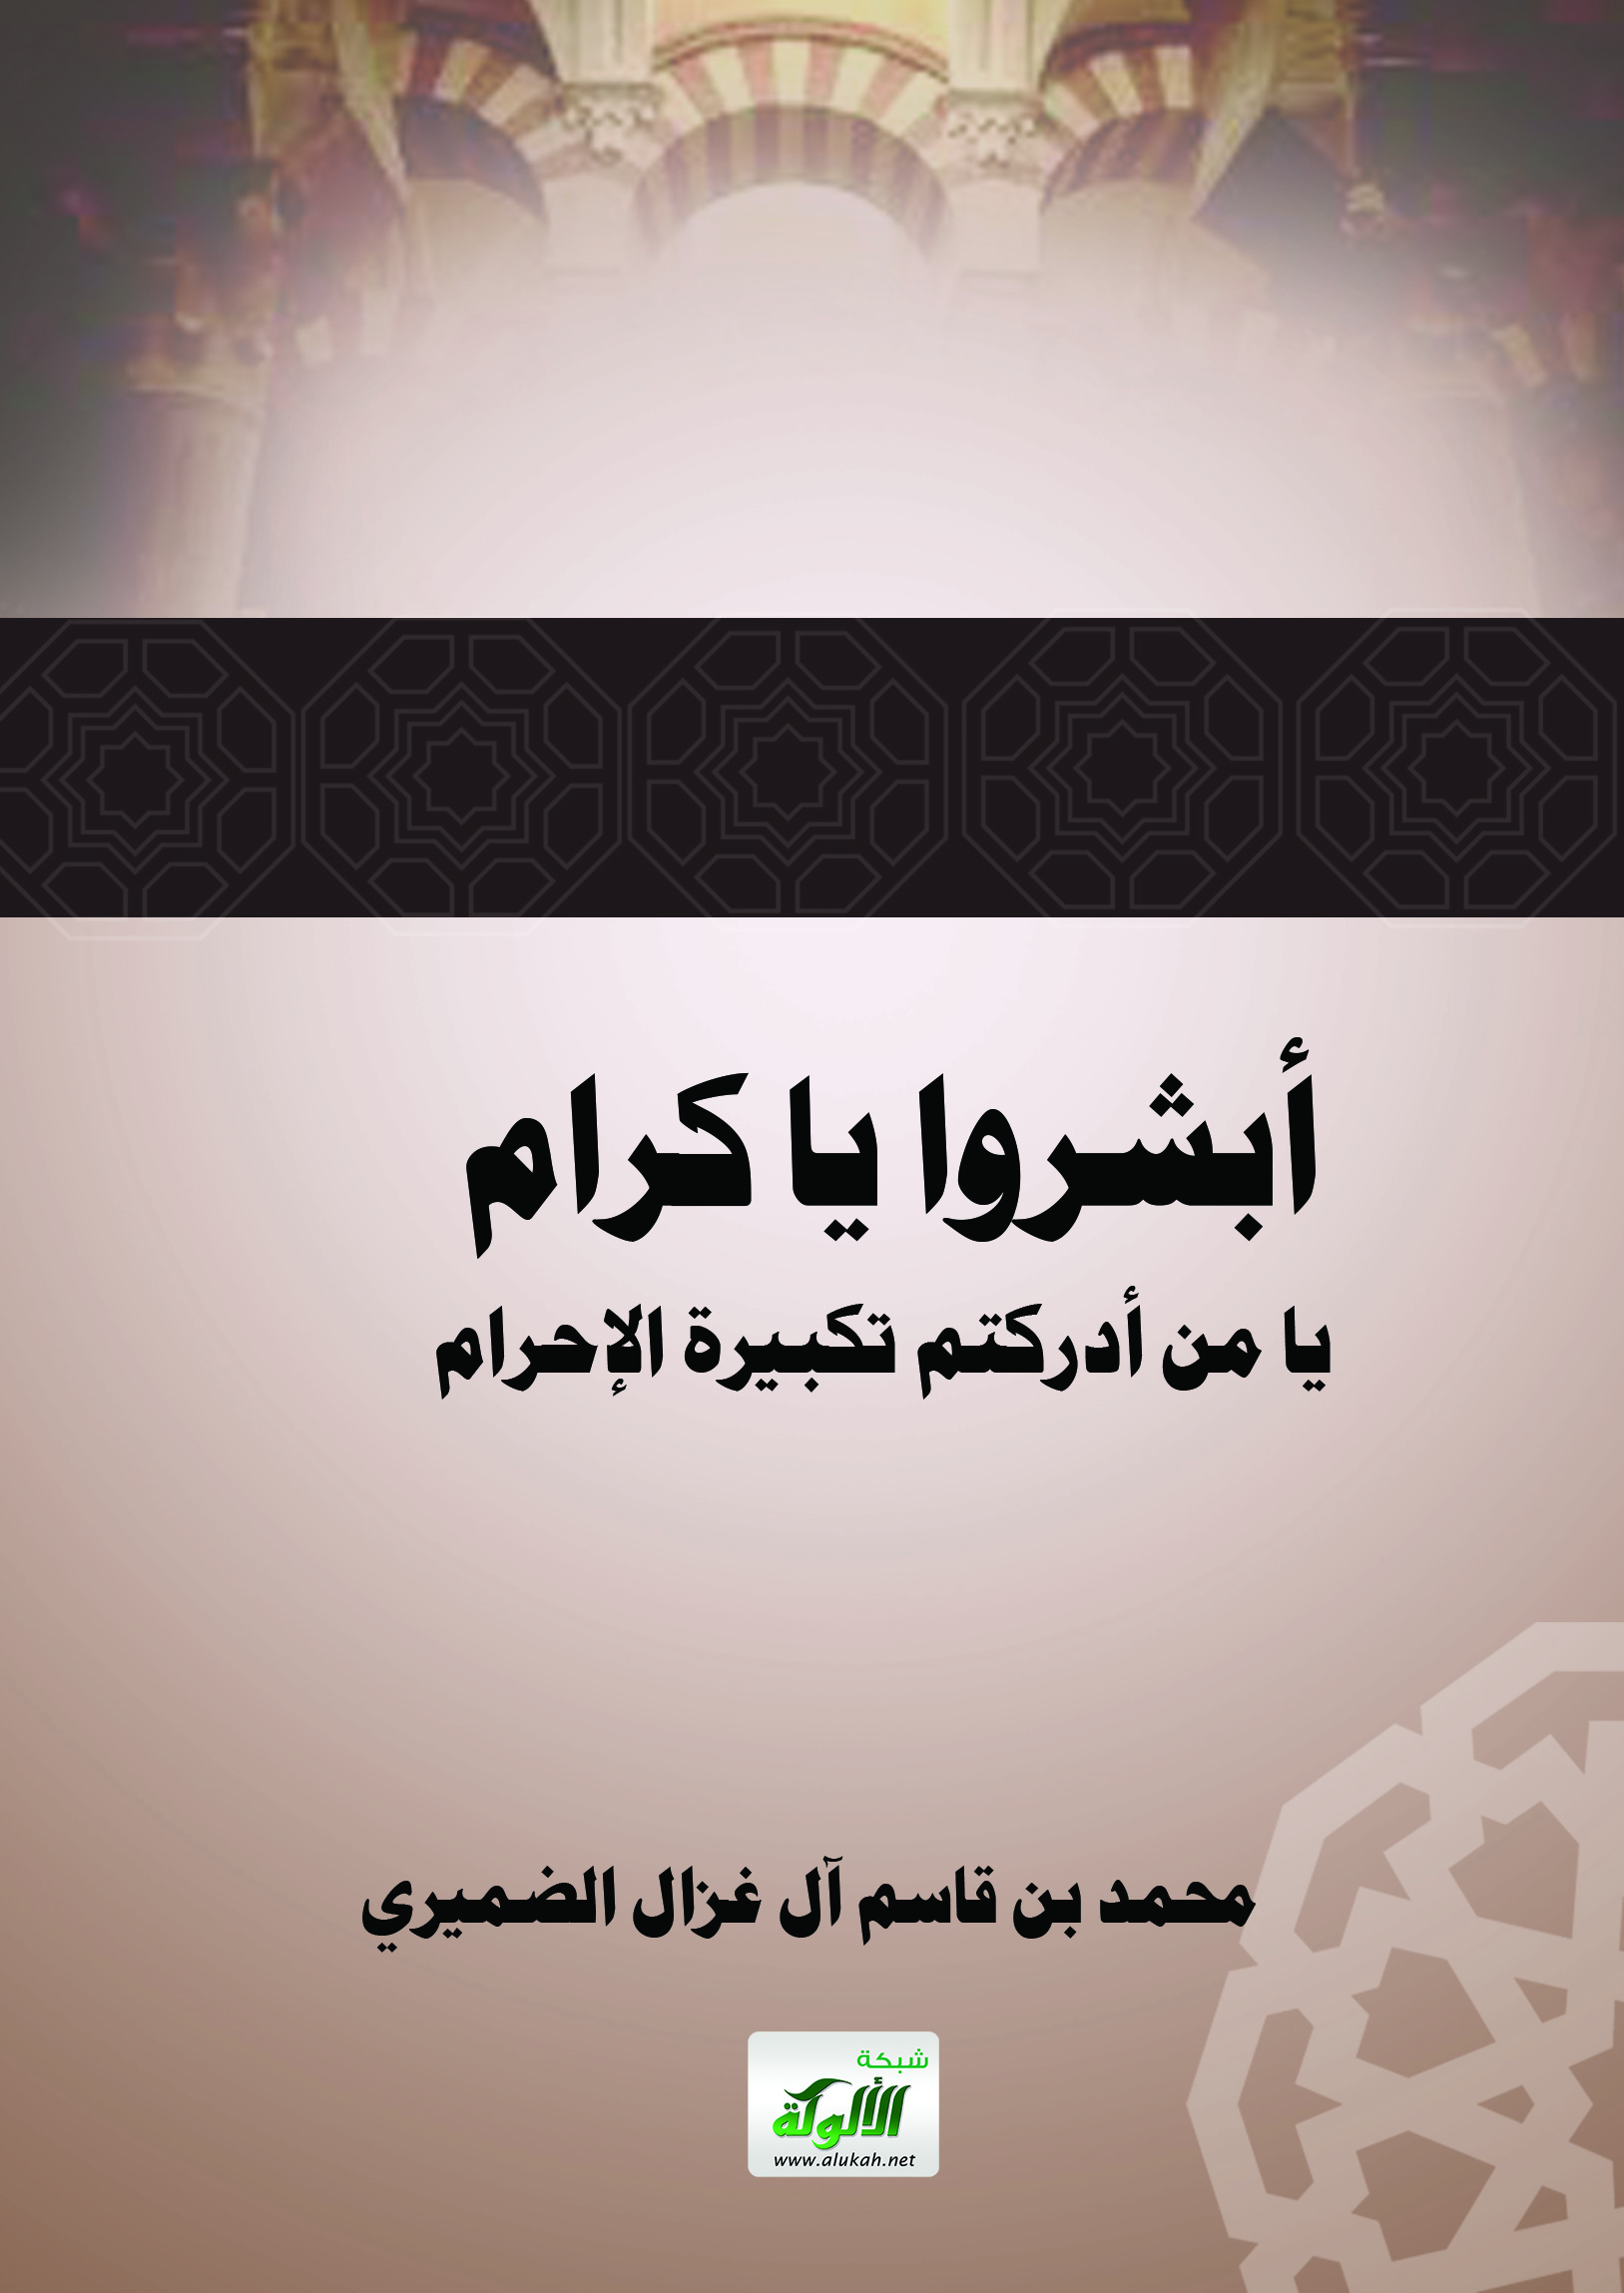 أبشروا يا كرام
يا من أدركتم تكبيرة الإحرام
محمد بن قاسم آل غزال الضميري
شبكة
الألوكة
www.alukah.net